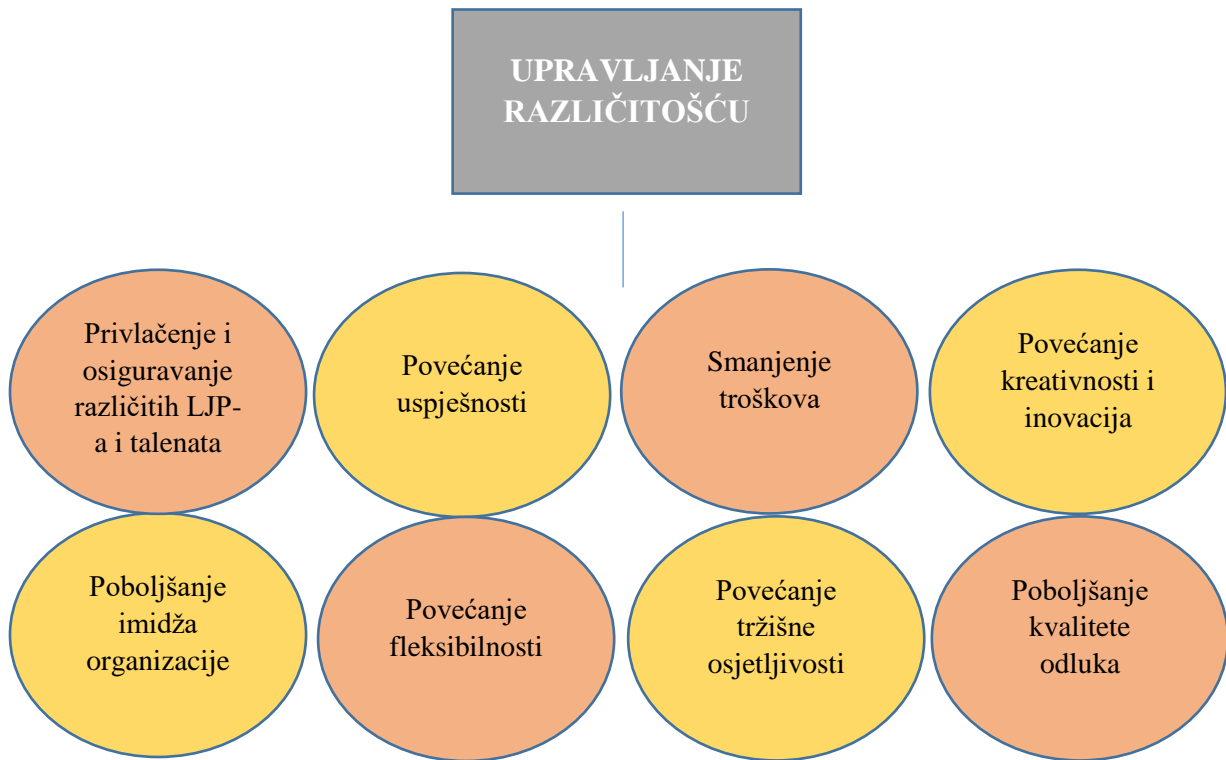 UPRAVLJANJE
RAZLIČITOŠĆU
Privlačenje i
osiguravanje
različitih LJP-
a i talenata
Povećanje
uspješnosti
Smanjenje
troškova
Povećanje
kreativnosti i
inovacija
Poboljšanje
imidža
organizacije
Povećanje
fleksibilnosti
Povećanje
tržišne
osjetljivosti
Poboljšanje
kvalitete
odluka